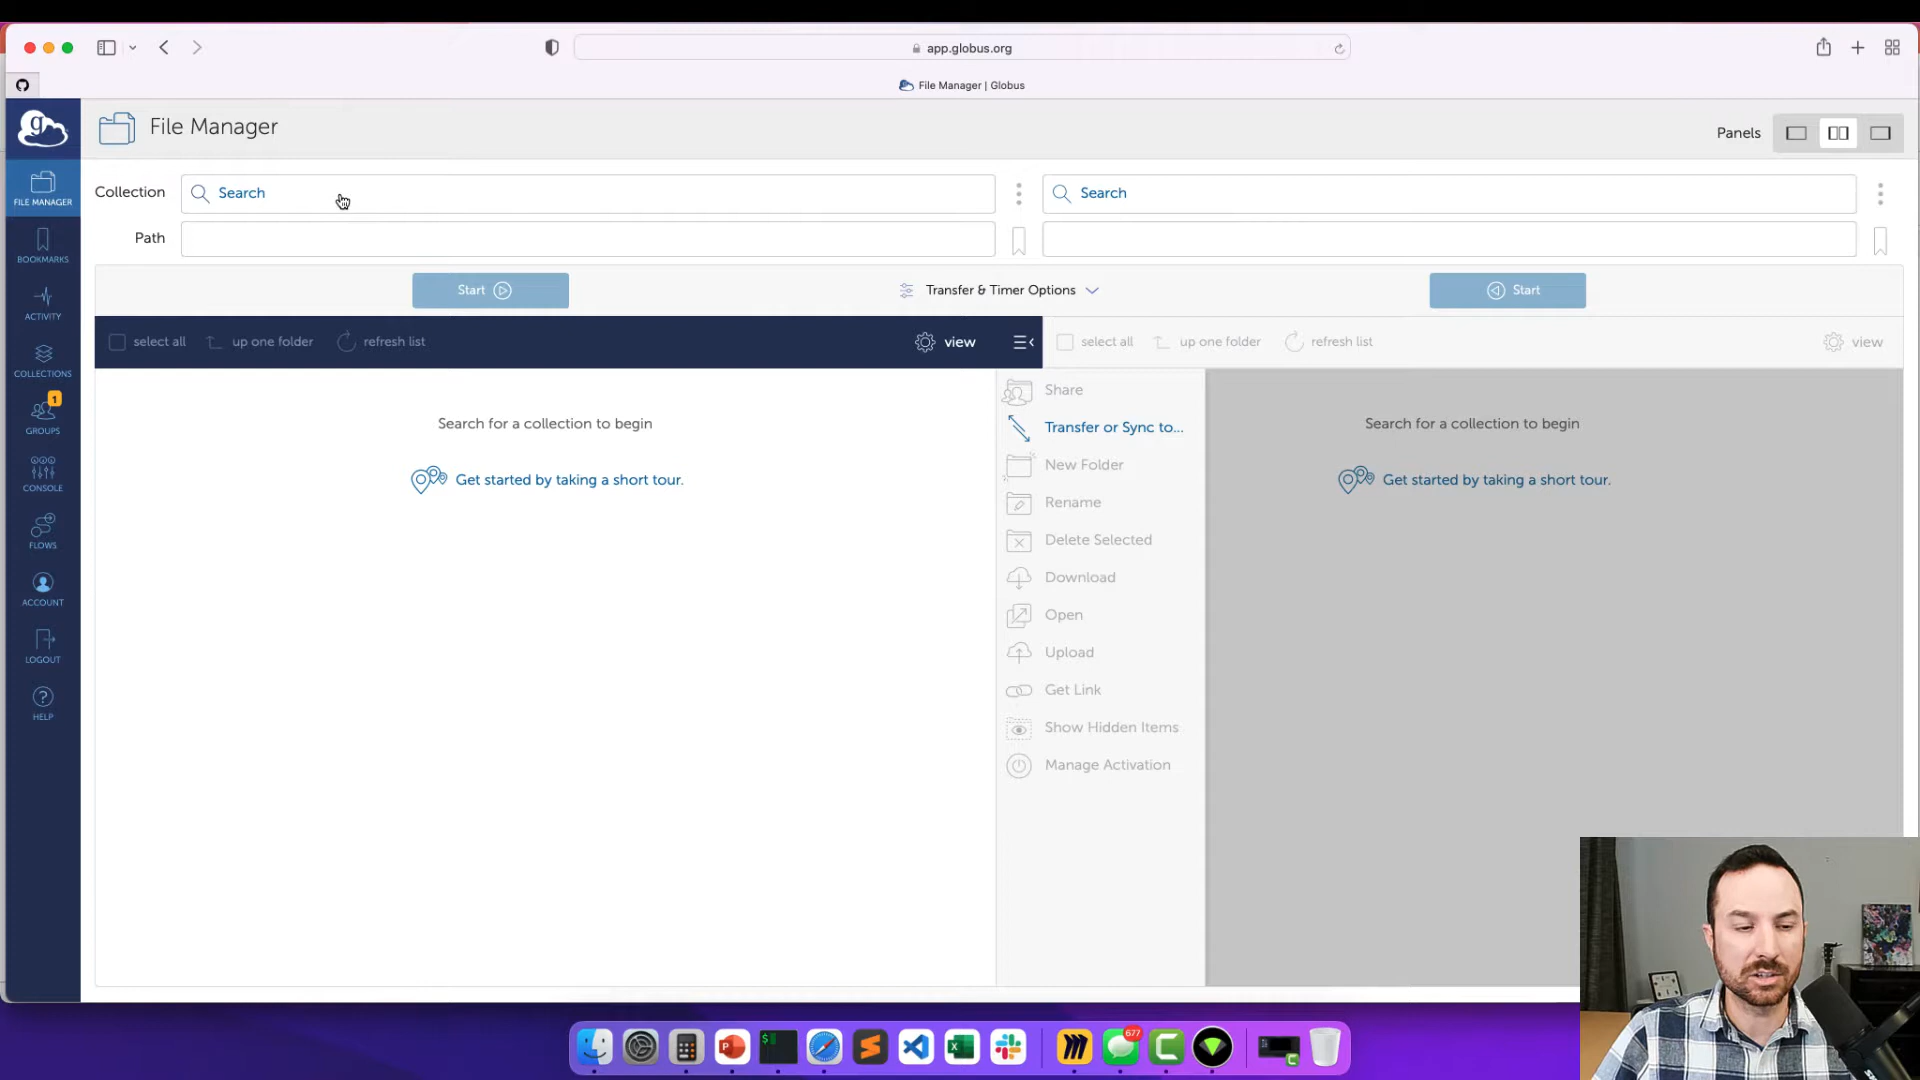 app.globus.org
File Manager | Globus
g
File Manager
Panels
FILE MANAGER
Collection
Search
Search
Path
BOOKMARKS
Start
Transfer & Timer Options
Start
ACTIVITY
select all
up one folder
refresh list
view
select all
up one folder
refresh list
view
COLLECTIONS
1
GROUPS
Search for a collection to begin
Get started by taking a short tour.
Share
Transfer or Sync to...
New Folder
Rename
Delete Selected
Download
Open
Upload
Get Link
Show Hidden Items
Manage Activation
Search for a collection to begin
Get started by taking a short tour.
CONSOLE
FLOWS
ACCOUNT
LOGOUT
HELP
677